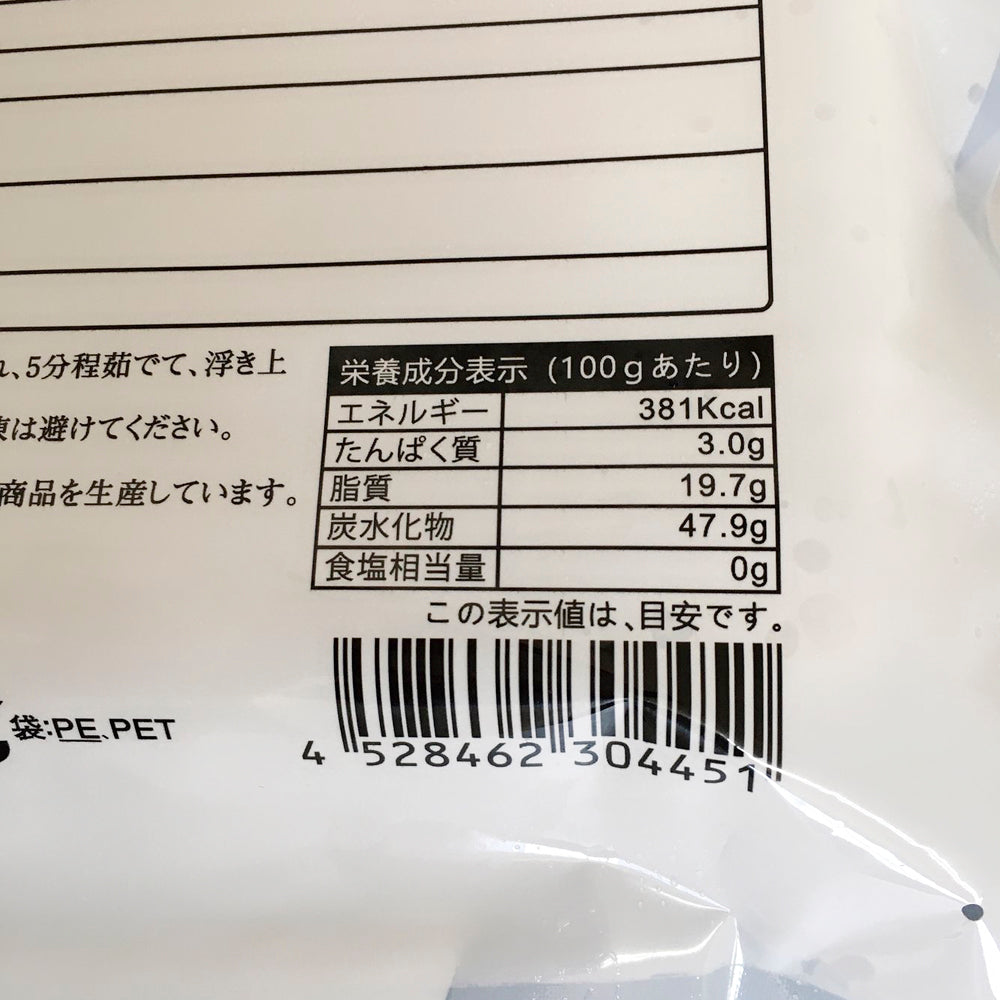 、5分程茹でて、浮き上
は避けてください。
商品を生産しています。
栄養成分表示 (100gあたり)
エネルギー 381Kcal
たんぱく質 3.0g
脂質 19.7g
炭水化物 47.9g
食塩相当量 0g
この表示値は、目安です。
袋:PE、PET
4 528462 304451